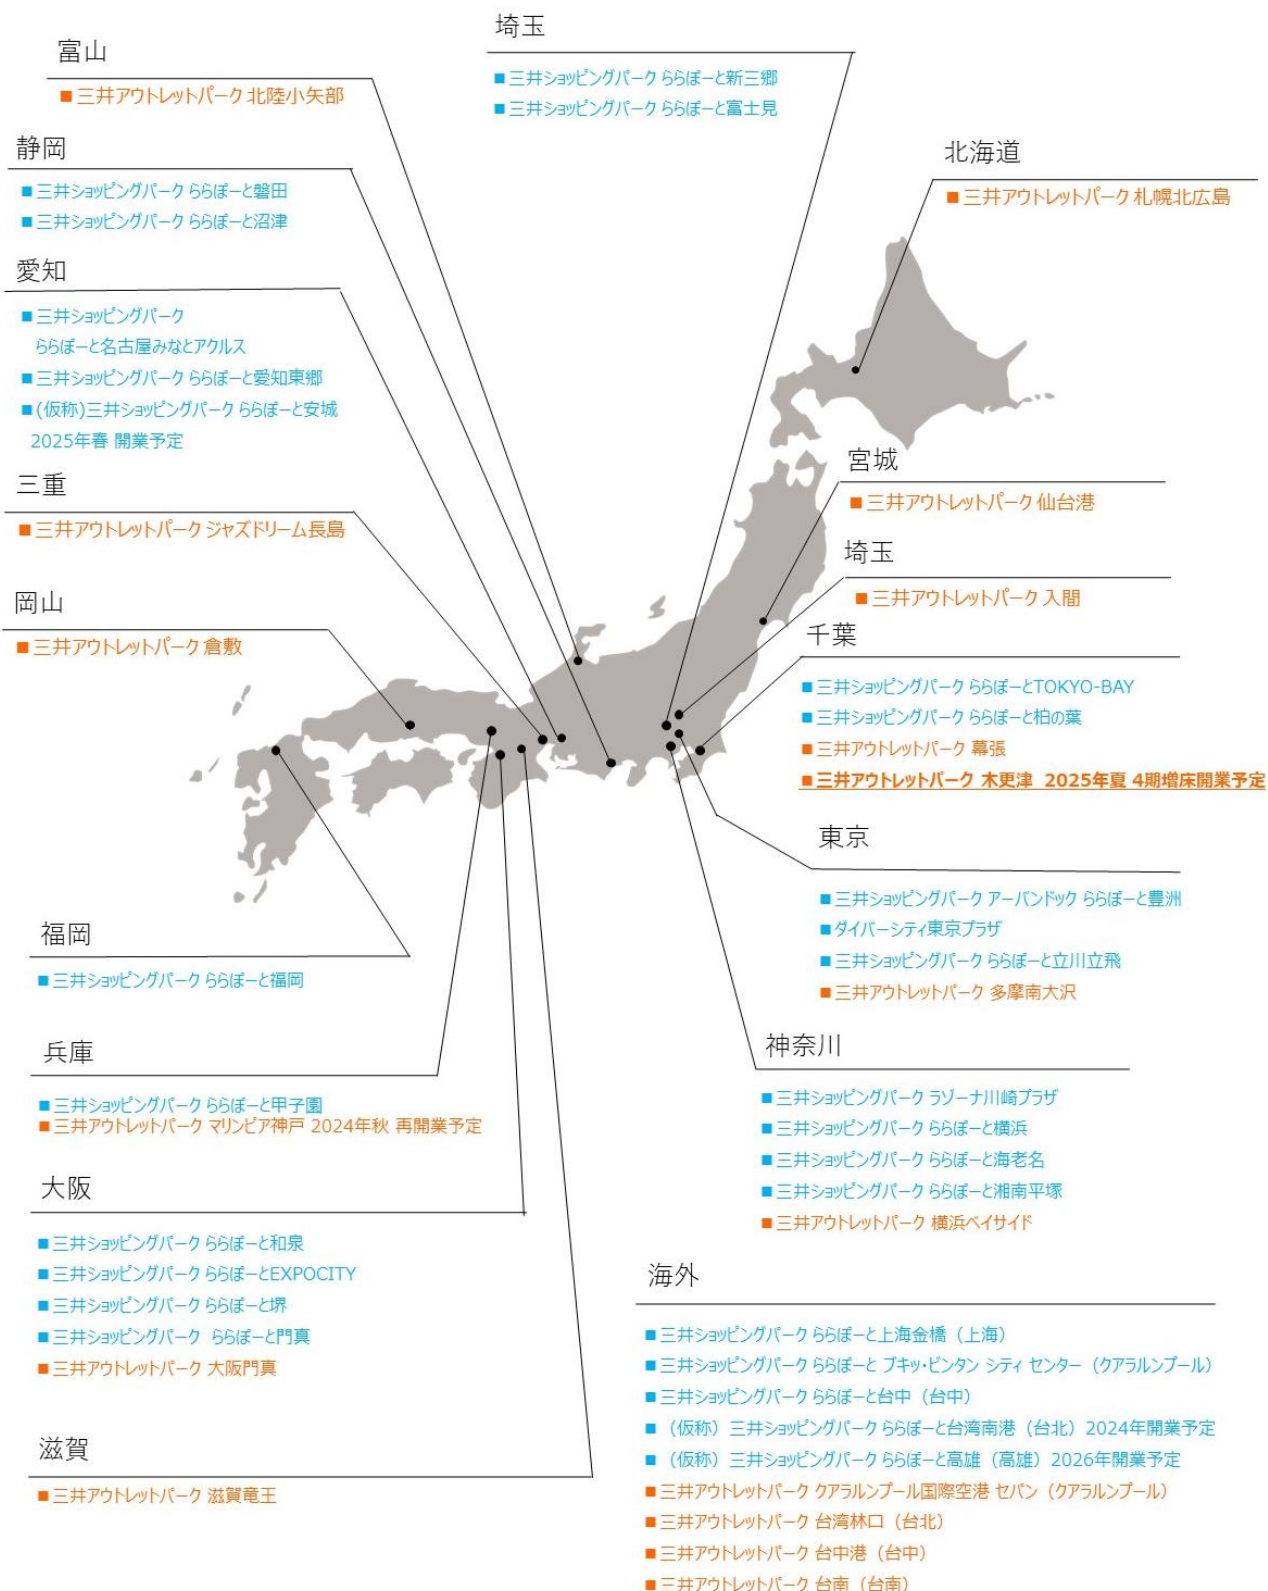 埼玉
■三井ショッピングパーク ららぽーと新三郷
■三井ショッピングパーク ららぽーと富士見
富山
■三井アウトレットパーク 北陸小矢部
静岡
■三井ショッピングパーク ららぽーと磐田
■三井ショッピングパーク ららぽーと沼津
愛知
■三井ショッピングパーク
ららぽーと名古屋みなとアクルス
■三井ショッピングパーク ららぽーと愛知東郷
■(仮称)三井ショッピングパーク ららぽーと安城
2025年春 開業予定
三重
■三井アウトレットパーク ジャズドリーム長島
岡山
■三井アウトレットパーク 倉敷
北海道
■三井アウトレットパーク 札幌北広島
宮城
■三井アウトレットパーク 仙台港
埼玉
■三井アウトレットパーク 入間
千葉
■三井ショッピングパーク ららぽーとTOKYO-BAY
■三井ショッピングパーク ららぽーと柏の葉
■三井アウトレットパーク 幕張
■三井アウトレットパーク 木更津 2025年夏 4期増床開業予定
東京
■三井ショッピングパーク アーバンドック ららぽーと豊洲
■ダイバーシティ東京プラザ
■三井ショッピングパーク ららぽーと立川立飛
■三井アウトレットパーク 多摩南大沢
神奈川
■三井ショッピングパーク ラゾーナ川崎プラザ
■三井ショッピングパーク ららぽーと横浜
■三井ショッピングパーク ららぽーと海老名
■三井ショッピングパーク ららぽーと湘南平塚
■三井アウトレットパーク 横浜ベイサイド
福岡
■三井ショッピングパーク ららぽーと福岡
兵庫
■三井ショッピングパーク ららぽーと甲子園
■三井アウトレットパーク マリンピア神戸 2024年秋 再開業予定
大阪
■三井ショッピングパーク ららぽーと和泉
■三井ショッピングパーク ららぽーとEXPOCITY
■三井ショッピングパーク ららぽーと堺
■三井ショッピングパーク ららぽーと門真
■三井アウトレットパーク 大阪門真
滋賀
■三井アウトレットパーク 滋賀竜王
海外
■三井ショッピングパーク ららぽーと上海金橋（上海）
■三井ショッピングパーク ららぽーと ブキッ・ビンタン シティ センター（クアラルンプール）
■三井ショッピングパーク ららぽーと台中（台中）
■（仮称）三井ショッピングパーク ららぽーと台湾南港（台北）2024年開業予定
■（仮称）三井ショッピングパーク ららぽーと高雄（高雄）2026年開業予定
■三井アウトレットパーク クアラルンプール国際空港 セパン（クアラルンプール）
■三井アウトレットパーク 台湾林口（台北）
■三井アウトレットパーク 台中港（台中）
■三井アウトレットパーク 台南（台南）